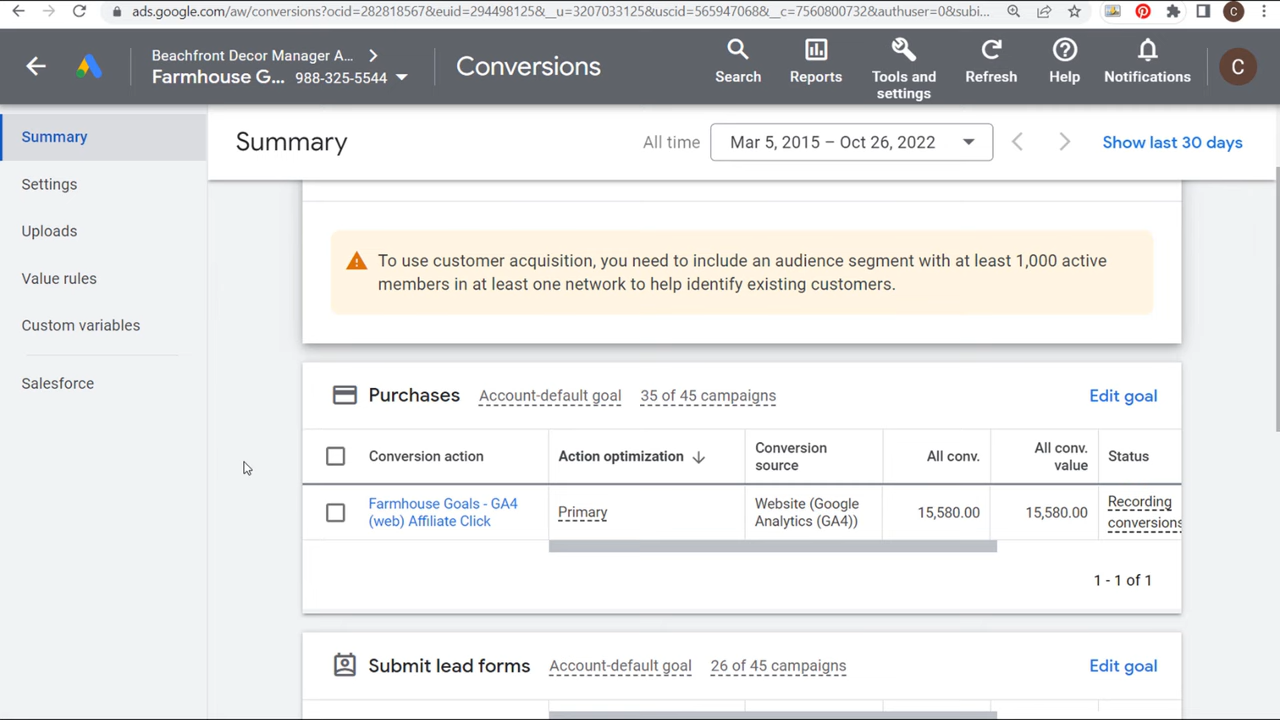 ads.google.com/aw/conversions?ocid=282818567&euid=294498125&__u=3207033125&uscid=565947068&__c=7560800732&authuser=0&subi...
Beachfront Decor Manager A...
Farmhouse G... 988-325-5544
Conversions
Search
Reports
Tools and
settings
Refresh
Help
Notifications
C
C
Summary
Settings
Uploads
Value rules
Custom variables
Salesforce
Summary
All time
Mar 5, 2015 – Oct 26, 2022
Show last 30 days
To use customer acquisition, you need to include an audience segment with at least 1,000 active
members in at least one network to help identify existing customers.
Purchases Account-default goal 35 of 45 campaigns Edit goal
Conversion action
Action optimization
Conversion
source
All conv.
All conv.
value
Status
Farmhouse Goals - GA4
(web) Affiliate Click
Primary
Website (Google
Analytics (GA4))
15,580.00
15,580.00
Recording
conversions
1 - 1 of 1
Submit lead forms Account-default goal 26 of 45 campaigns Edit goal